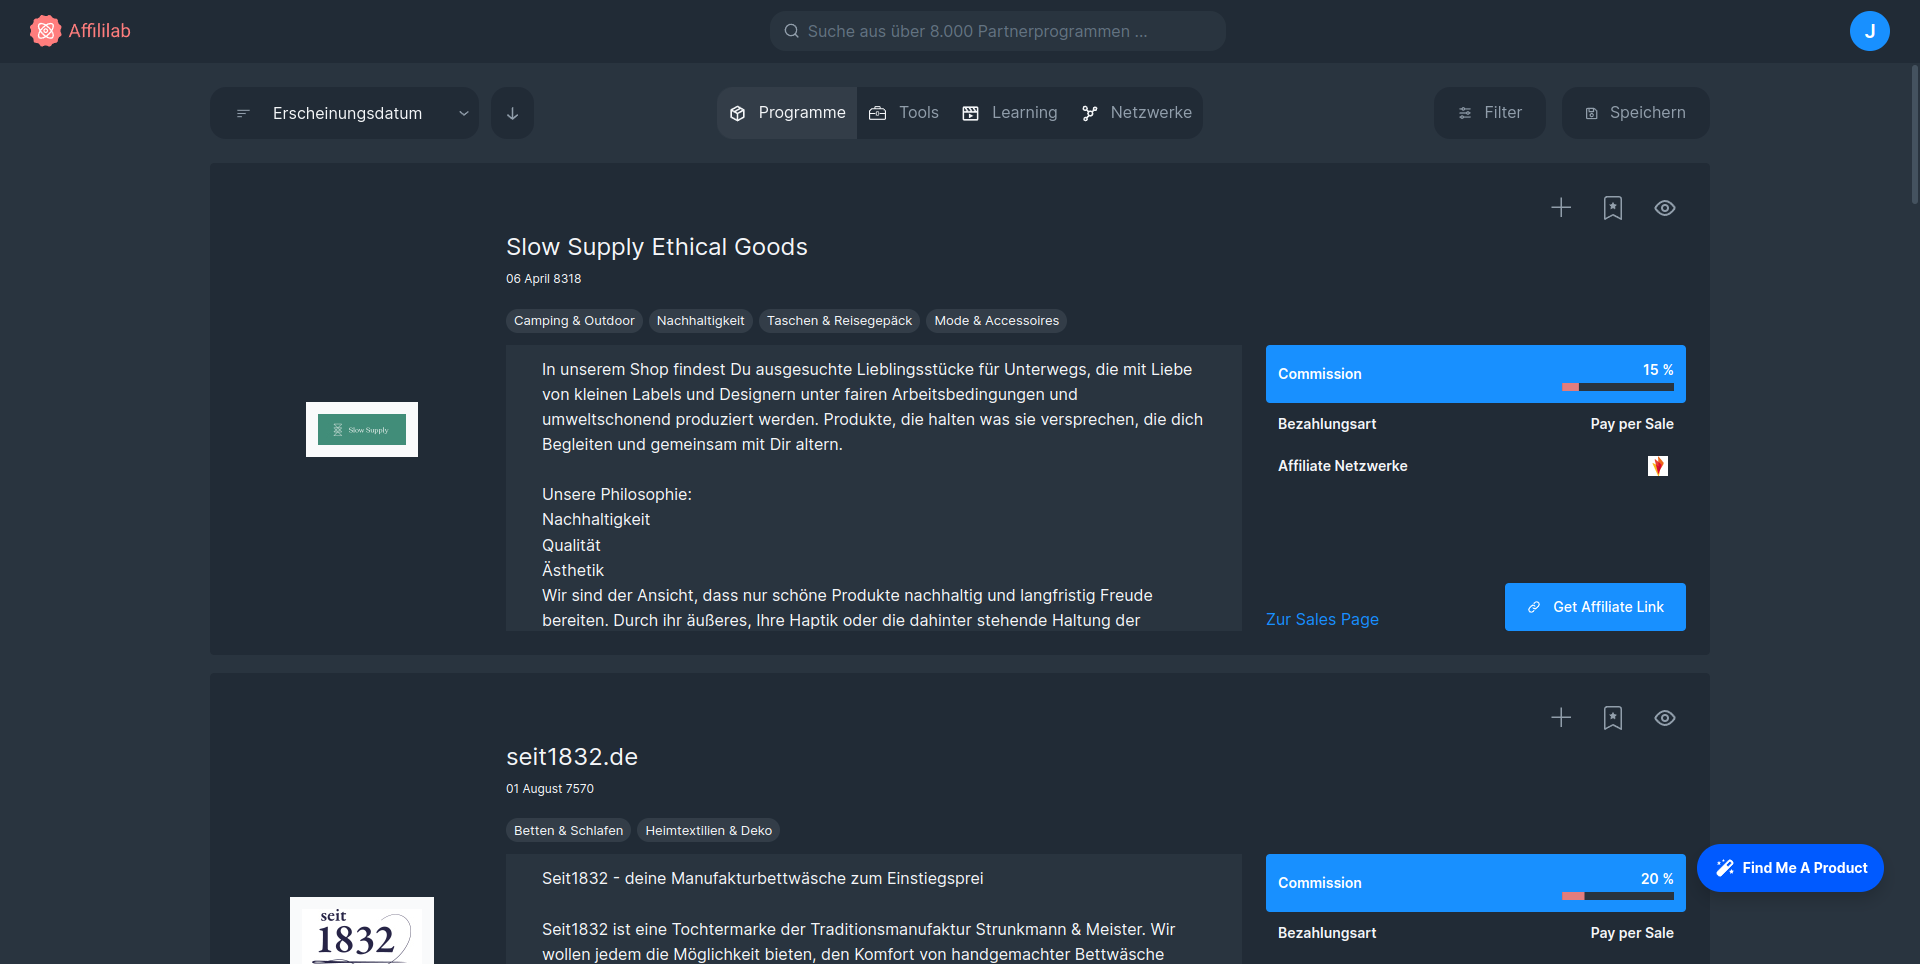 Affililab
Suche aus über 8.000 Partnerprogrammen ...
J
Erscheinungsdatum
Programme
Tools
Learning
Netzwerke
Filter
Speichern
Slow Supply Ethical Goods
06 April 8318
Camping & Outdoor
Nachhaltigkeit
Taschen & Reisegepäck
Mode & Accessoires
Slow Supply
In unserem Shop findest Du ausgesuchte Lieblingsstücke für Unterwegs, die mit Liebe
von kleinen Labels und Designern unter fairen Arbeitsbedingungen und
umweltschonend produziert werden. Produkte, die halten was sie versprechen, die dich
Begleiten und gemeinsam mit Dir altern.
Unsere Philosophie:
Nachhaltigkeit
Qualität
Ästhetik
Wir sind der Ansicht, dass nur schöne Produkte nachhaltig und langfristig Freude
bereiten. Durch ihr äußeres, Ihre Haptik oder die dahinter stehende Haltung der
Commission
15 %
Bezahlungsart
Pay per Sale
Affiliate Netzwerke
Zur Sales Page
Get Affiliate Link
seit1832.de
01 August 7570
Betten & Schlafen
Heimtextilien & Deko
seit
1832
Seit1832 - deine Manufakturbettwäsche zum Einstiegsprei
Seit1832 ist eine Tochtermarke der Traditionsmanufaktur Strunkmann & Meister. Wir
wollen jedem die Möglichkeit bieten, den Komfort von handgemachter Bettwäsche
Commission
20 %
Bezahlungsart
Pay per Sale
Find Me A Product